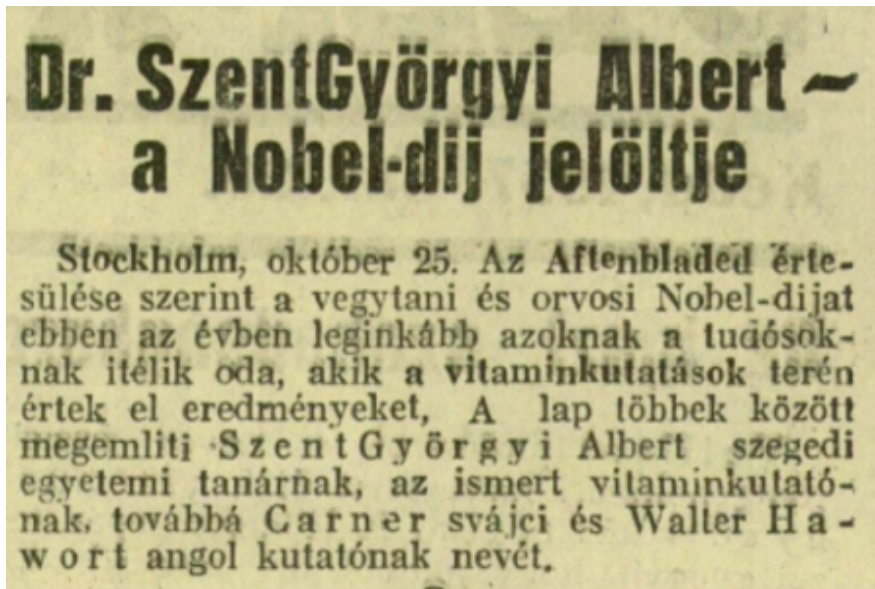 Dr. SzentGyörgyi Albert ~
a Nobel-dij jelöltje
Stockholm, október 25. Az Aftenbladed érte-
sülése szerint a vegytani és orvosi Nobel-dijat
ebben az évben leginkább azoknak a tudósok-
nak itélik oda, akik a vitaminkutatások terén
értek el eredményeket, A lap többek között
megemliti SzentGyörgyi Albert szegedi
egyetemi tanárnak, az ismert vitaminkutató-
nak, továbbá Carner svájci és Walter Ha-
wort angol kutatónak nevét.